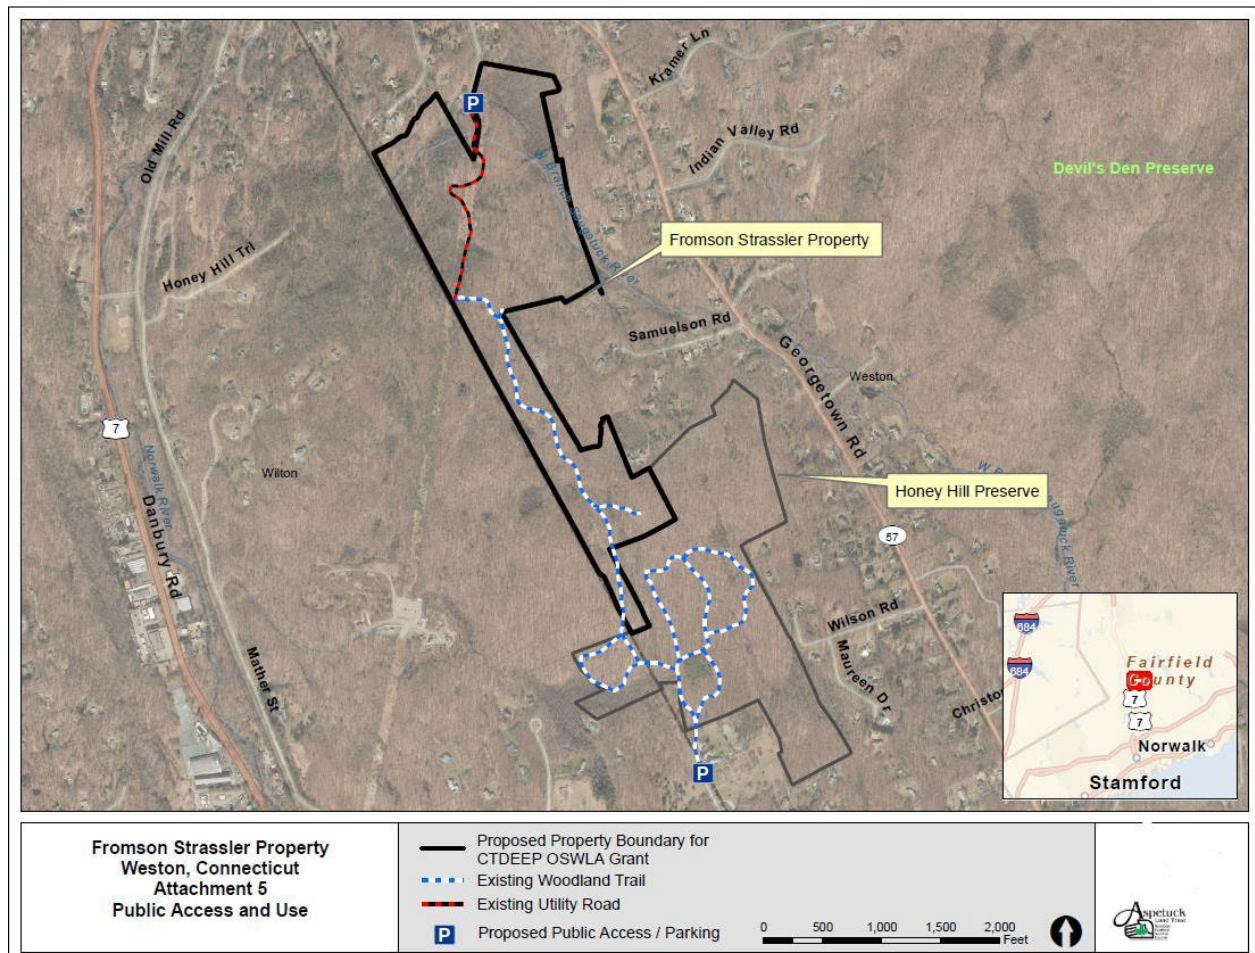 Kramer Ln
P
Indian Valley Rd
Old Mill Rd
Devil's Den Preserve
W Branch Saugatuck River
Fromson Strassler Property
Honey Hill Trl
Samuelson Rd
Georgetown Rd
Weston
7
Wilton
Norwalk River
Honey Hill Preserve
Danbury Rd
57
Wilson Rd
Maureen Dr
Mather St
P
684
684
Fairfield
County
7
7
Norwalk
Stamford
Fromson Strassler Property
Weston, Connecticut
Attachment 5
Public Access and Use
Proposed Property Boundary for
CTDEEP OSWLA Grant
Existing Woodland Trail
Existing Utility Road
P Proposed Public Access / Parking
0 500 1,000 1,500 2,000
Feet
Aspetuck
Land Trust